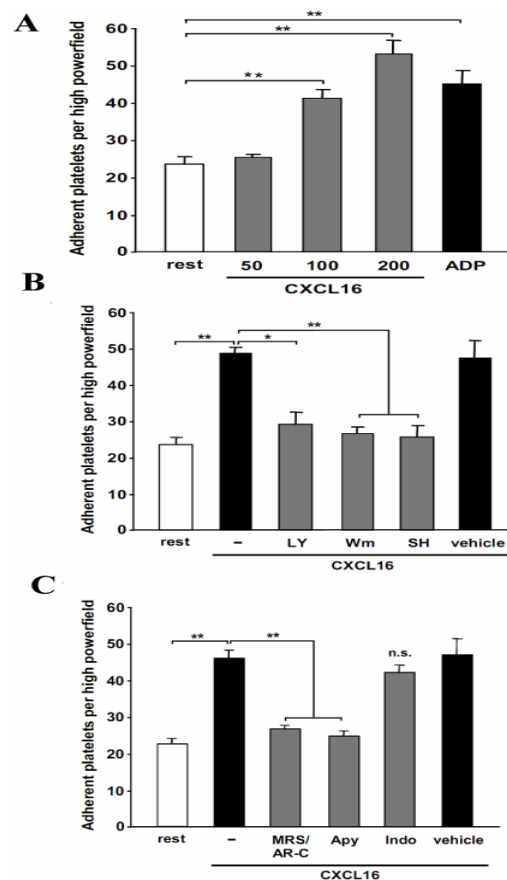 A
Adherent platelets per high powerfield
60
50
40
30
20
10
0
**
**
**
rest 50 100 200 ADP
CXCL16
B
Adherent platelets per high powerfield
60
50
40
30
20
10
0
** * **
rest – LY Wm SH vehicle
CXCL16
C
Adherent platelets per high powerfield
60
50
40
30
20
10
0
** ** n.s.
rest – MRS/ Apy Indo vehicle
AR-C
CXCL16